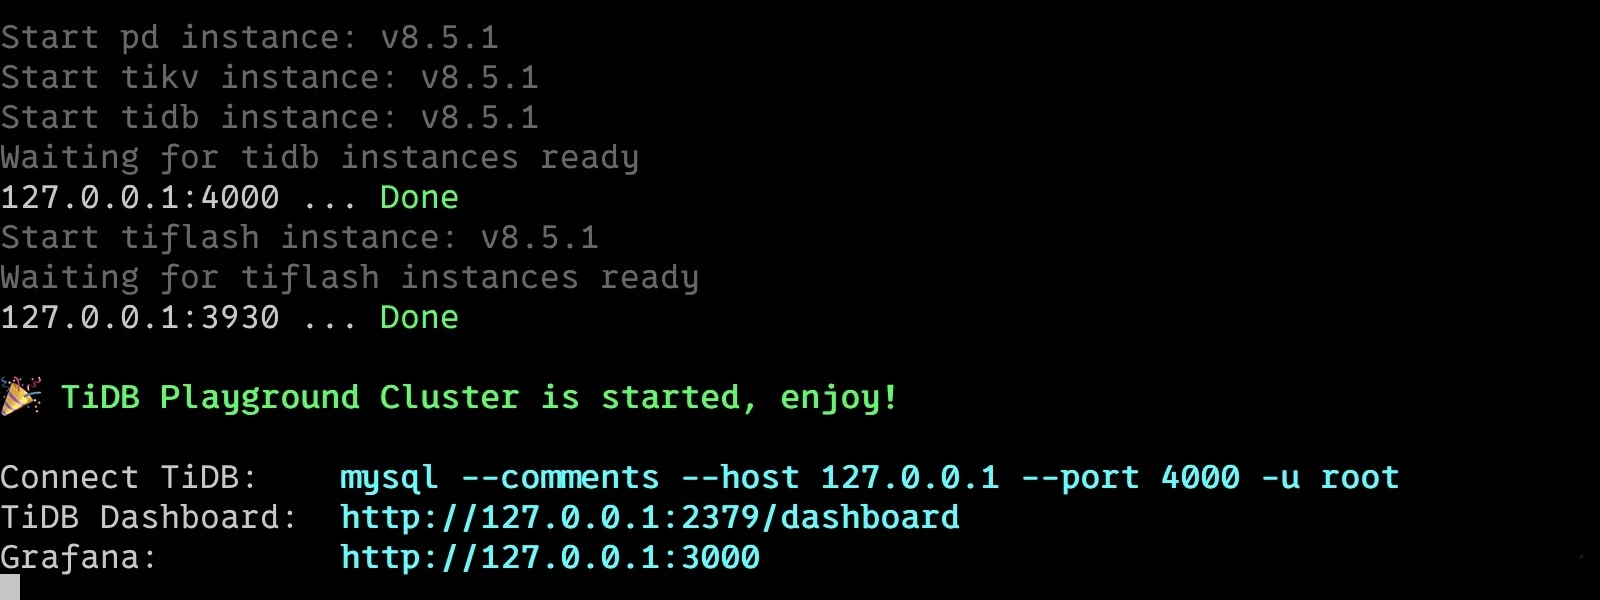 Start pd instance: v8.5.1
Start tikv instance: v8.5.1
Start tidb instance: v8.5.1
Waiting for tidb instances ready
127.0.0.1:4000 ... Done
Start tiflash instance: v8.5.1
Waiting for tiflash instances ready
127.0.0.1:3930 ... Done
🎉 TiDB Playground Cluster is started, enjoy!
Connect TiDB: mysql --comments --host 127.0.0.1 --port 4000 -u root
TiDB Dashboard: http://127.0.0.1:2379/dashboard
Grafana: http://127.0.0.1:3000